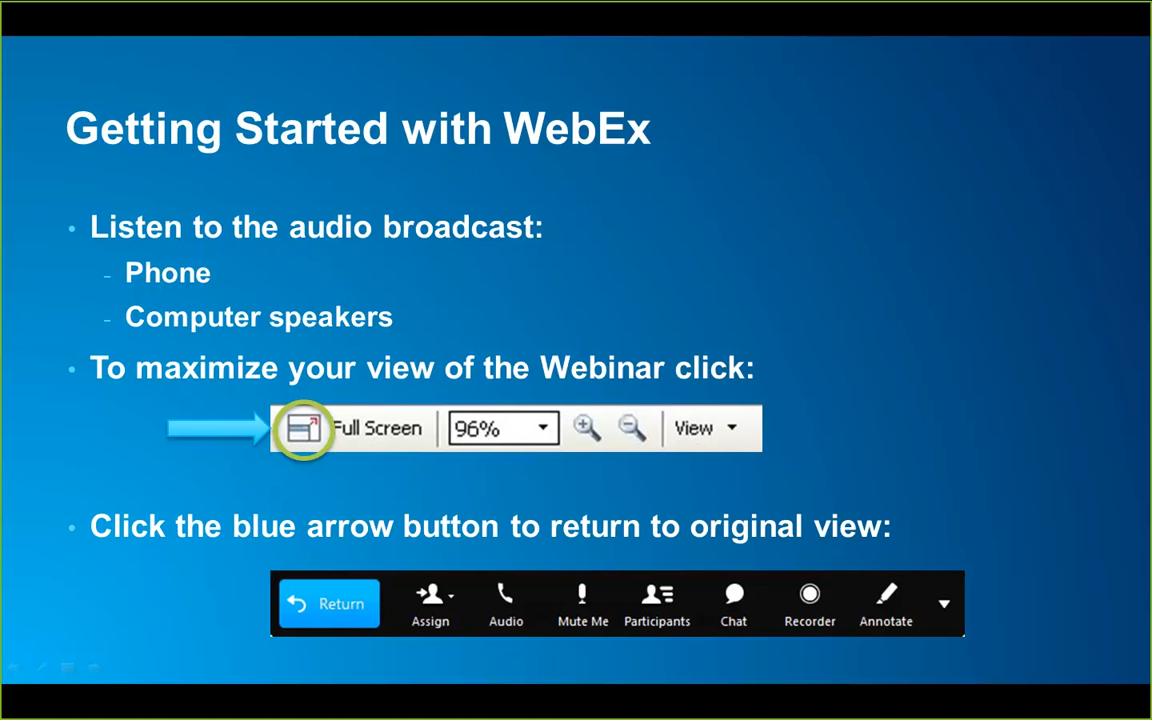 Getting Started with WebEx
• Listen to the audio broadcast:
- Phone
- Computer speakers
• To maximize your view of the Webinar click:
Full Screen 96% View
• Click the blue arrow button to return to original view:
Return Assign Audio Mute Me Participants Chat Recorder Annotate